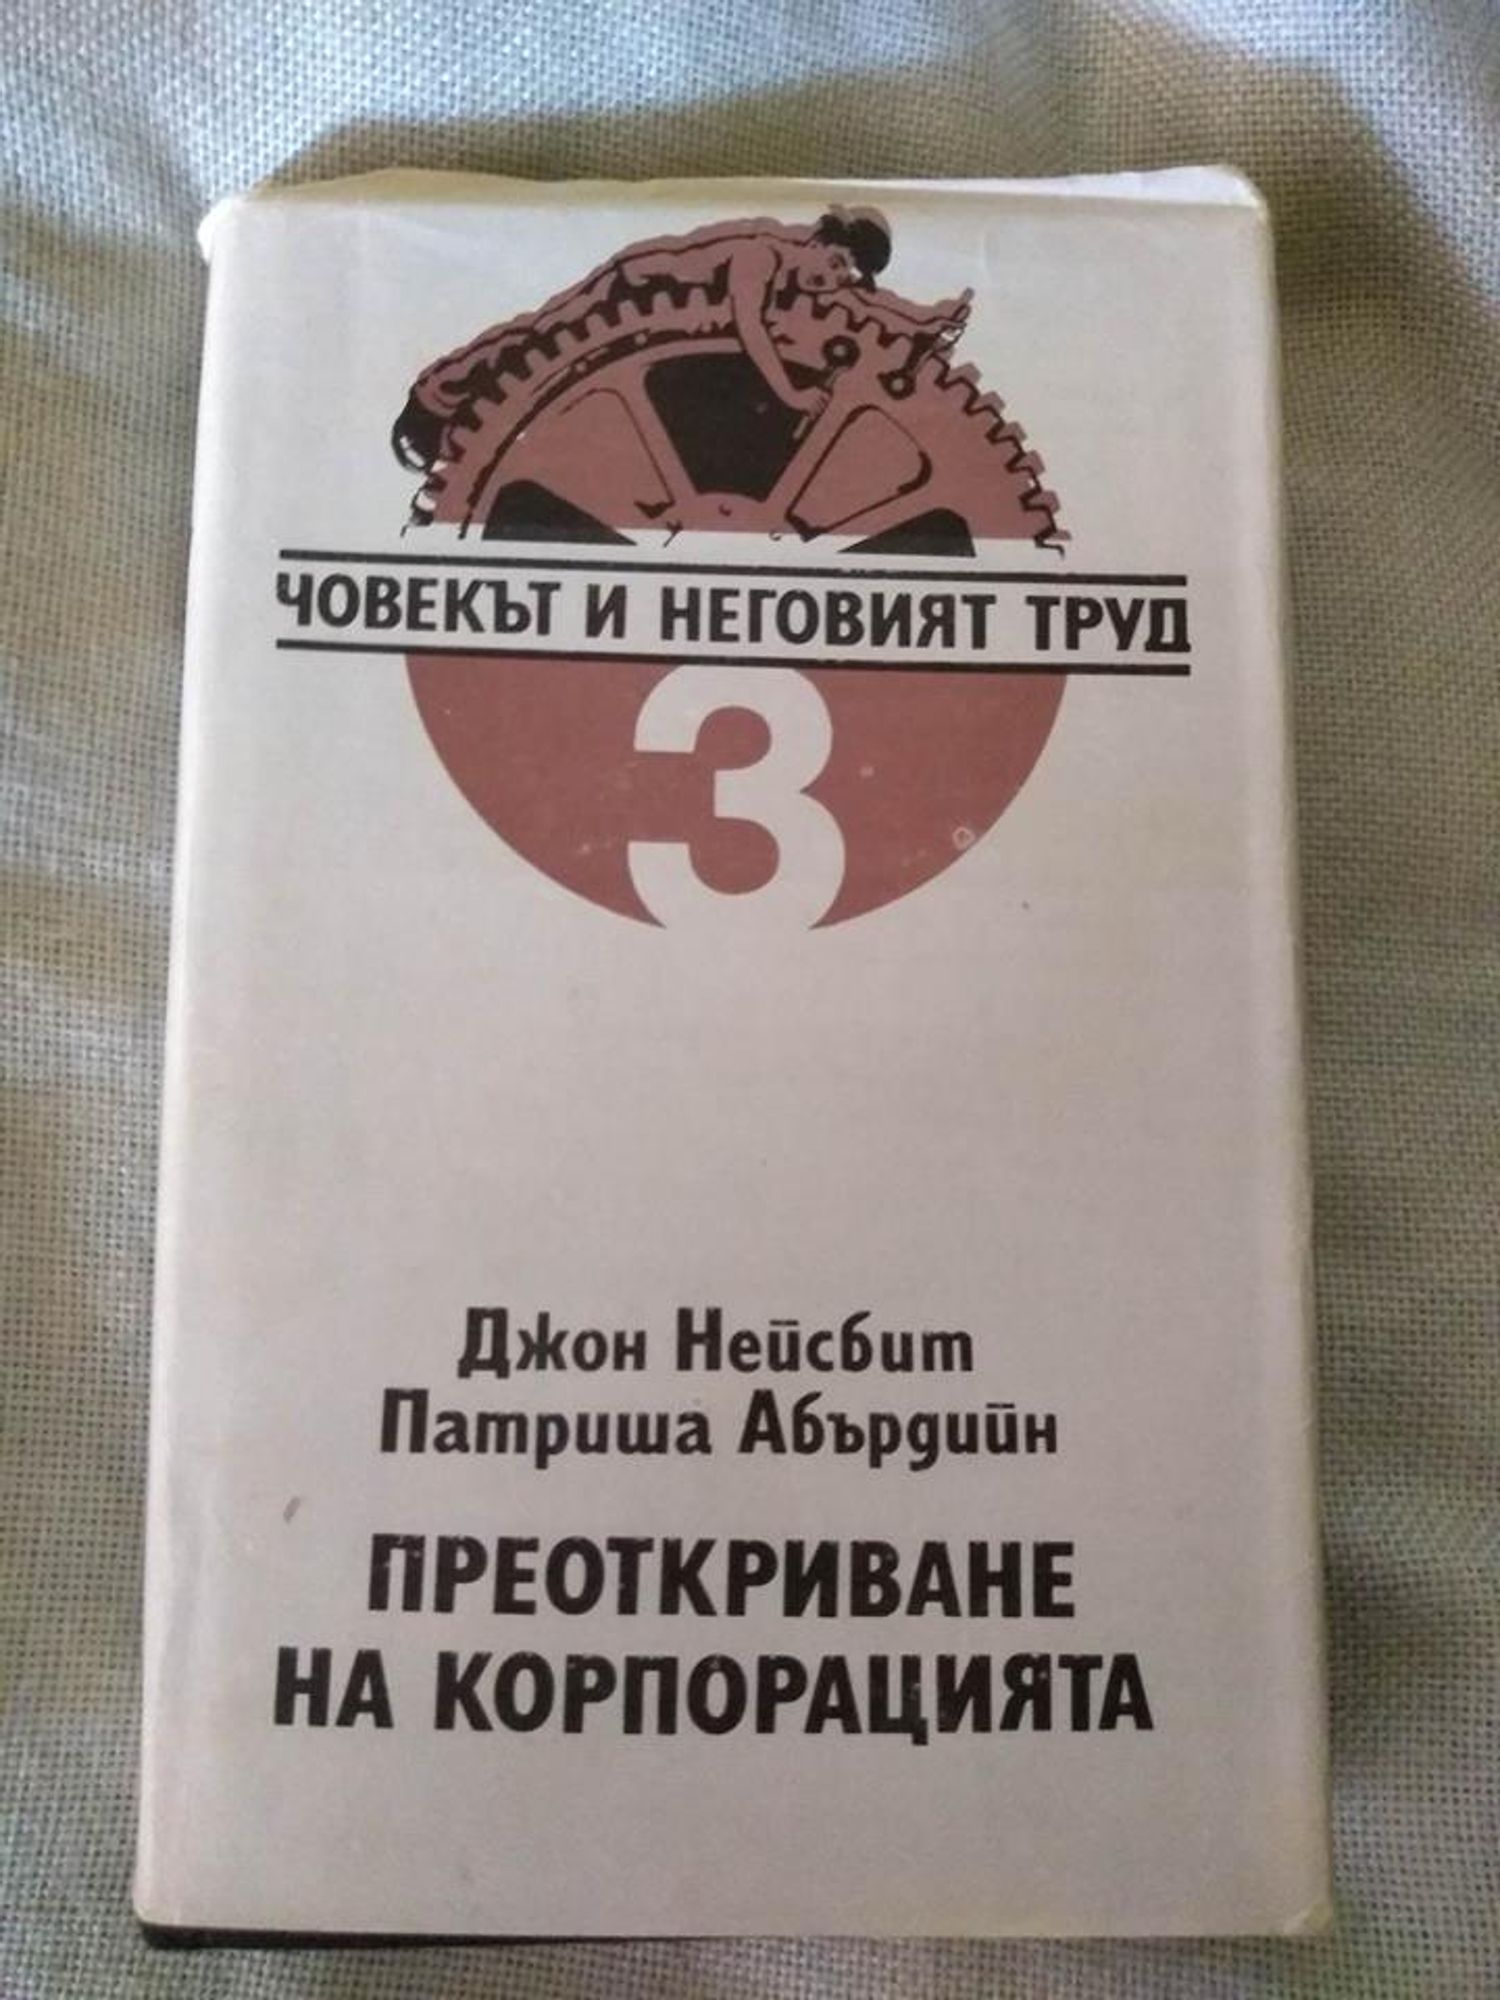 ЧОВЕКЪТ И НЕГОВИЯТ ТРУД
3
Джон Нейсбит
Патриша Абърдийн
ПРЕОТКРИВАНЕ
НА КОРПОРАЦИЯТА